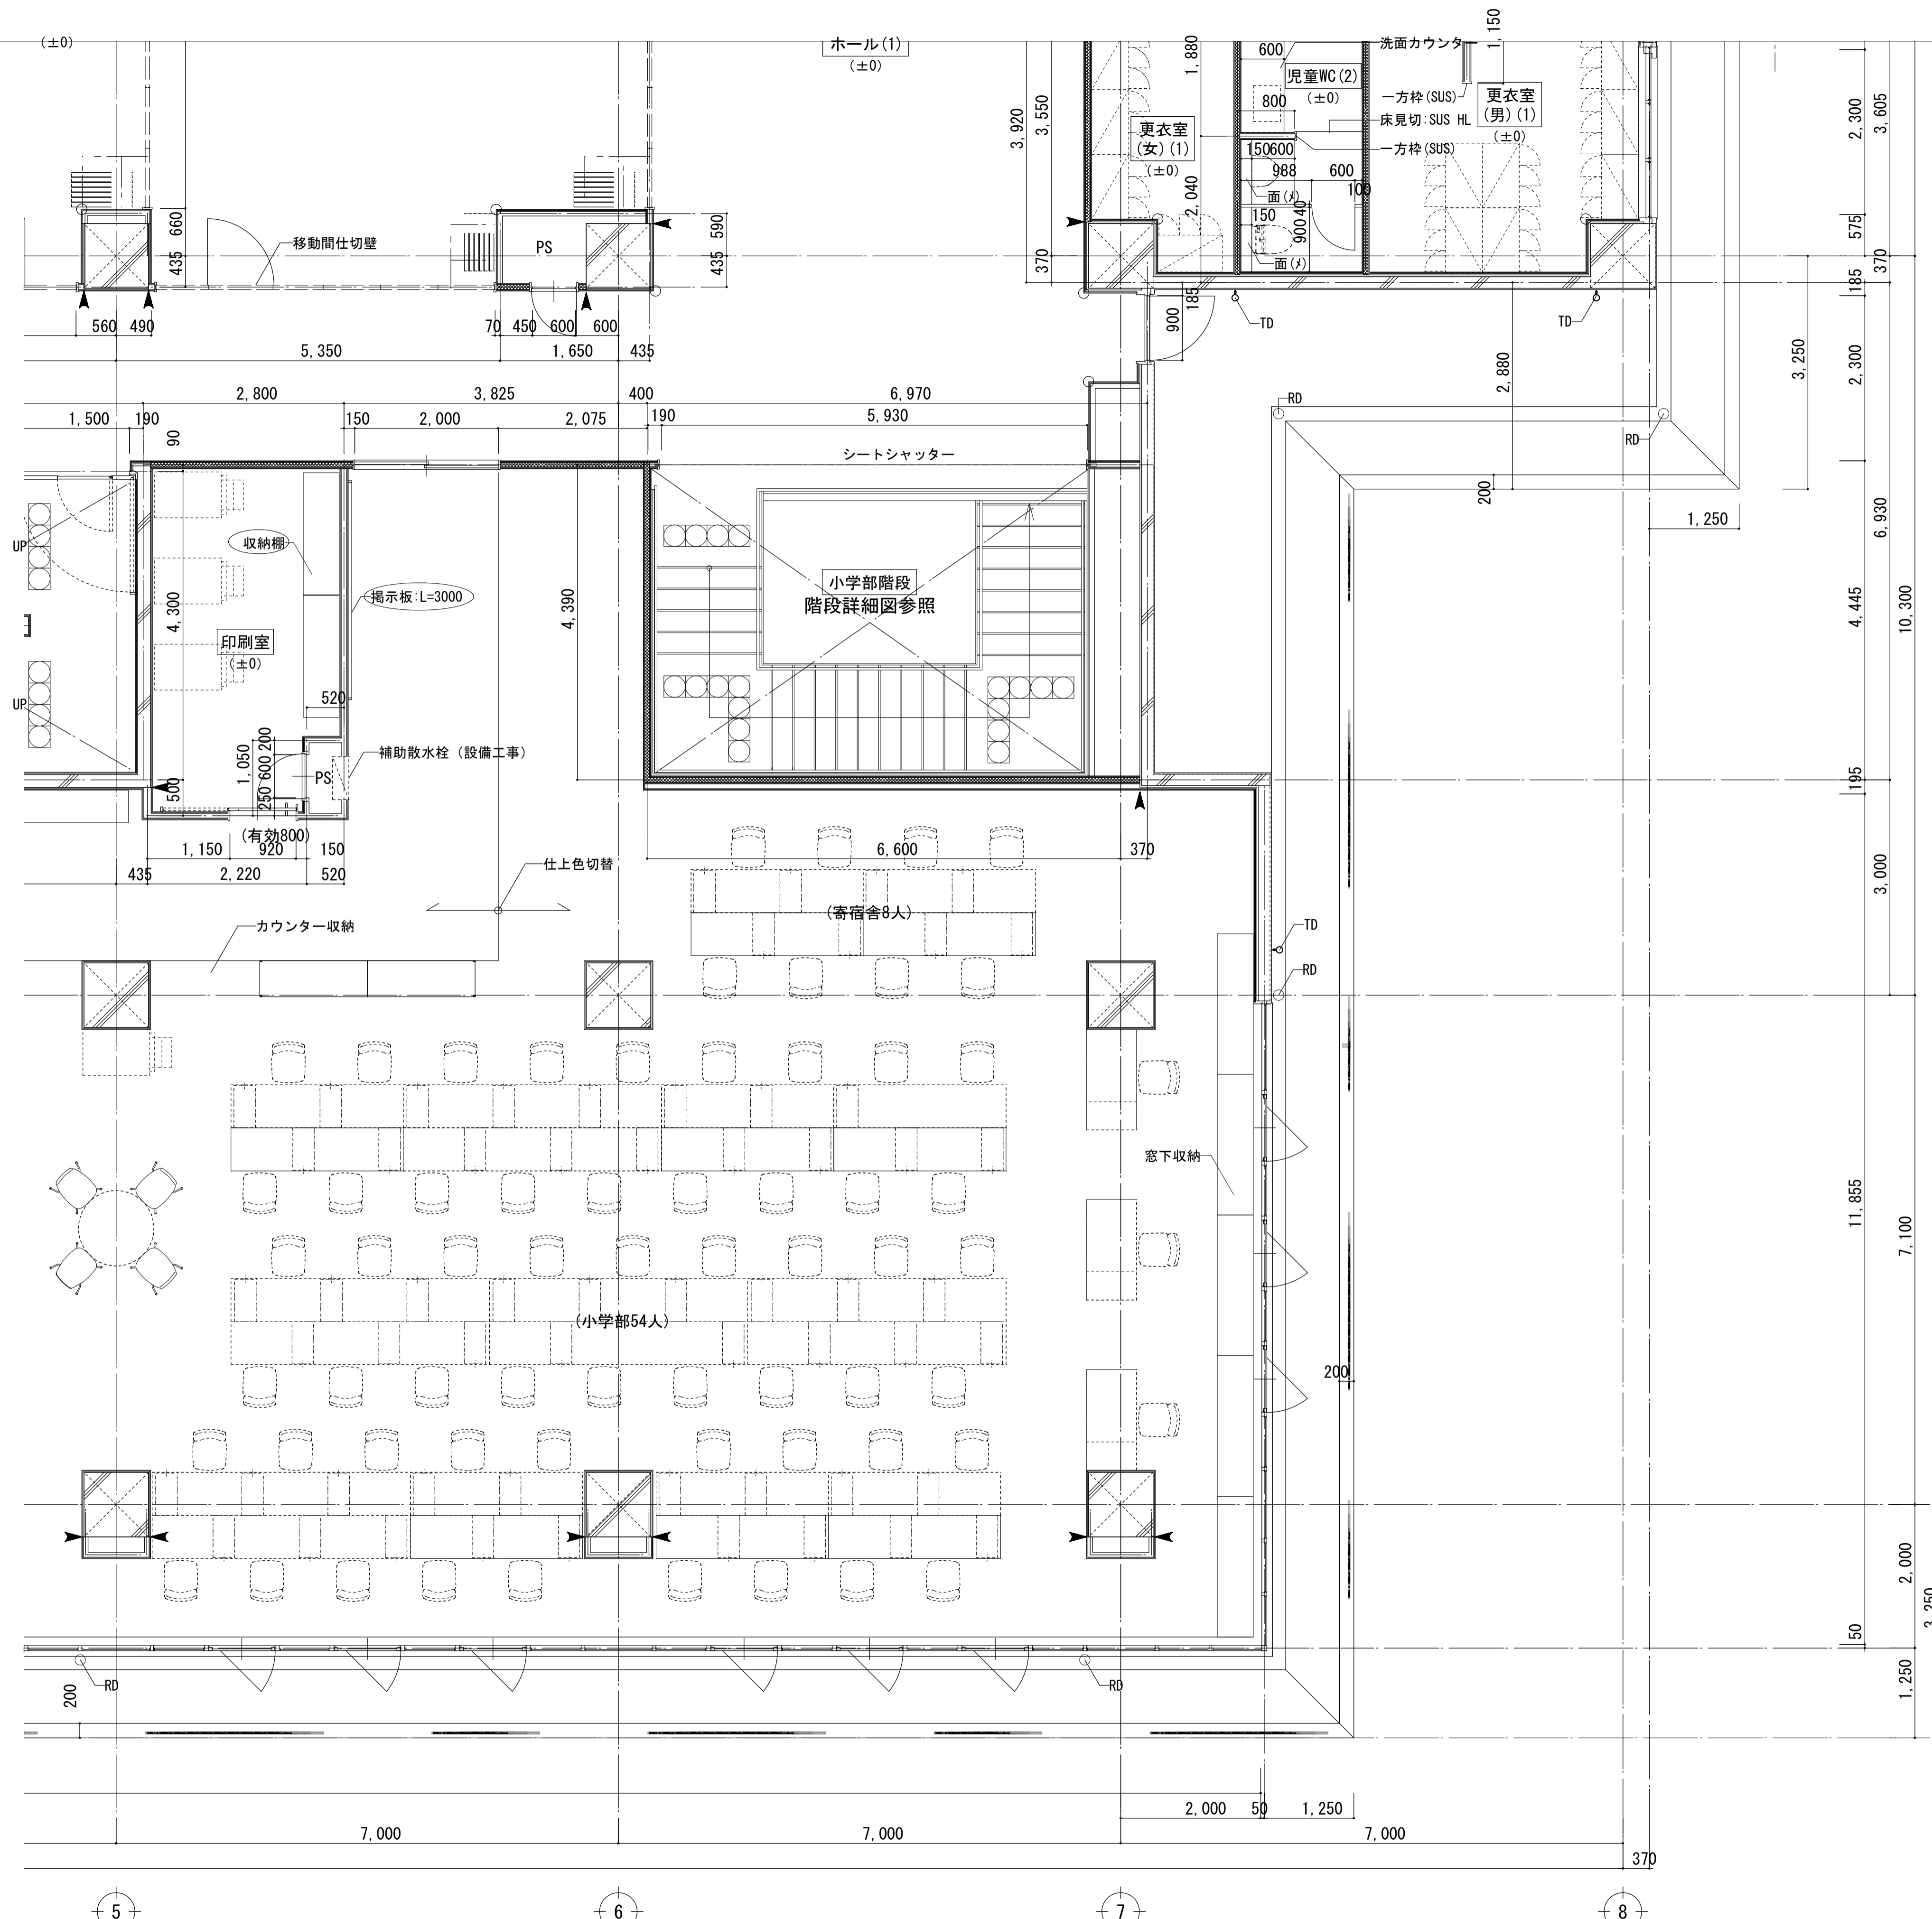 (±0)
ホール(1)
(±0)
1,880
600
洗面カウンター
1,150
児童WC(2)
(±0)
一方枠(SUS)
更衣室
(男)(1)
(±0)
床見切:SUS HL
一方枠(SUS)
800
更衣室
(女)(1)
(±0)
3,920
3,550
2,300
3,605
150
600
988
600
100
面(メ)
2,040
150
900
40
面(メ)
660
435
移動間仕切壁
PS
590
435
370
575
370
185
560
490
70
450
600
600
185
900
TD
TD
5,350
1,650
435
2,880
3,250
2,300
2,800
3,825
400
6,970
1,500
190
150
2,000
2,075
190
5,930
90
RD
RD
シートシャッター
200
1,250
6,930
UP
収納棚
掲示板:L=3000
4,300
4,390
小学部階段
階段詳細図参照
4,445
10,300
印刷室
(±0)
UP
520
補助散水栓(設備工事)
1,050
200
600
250
PS
500
195
(有効800)
1,150
920
150
6,600
370
435
2,220
520
仕上色切替
3,000
カウンター収納
(寄宿舎8人)
TD
RD
窓下収納
11,855
7,100
(小学部54人)
200
2,000
3,250
50
RD
RD
200
1,250
2,000
50
1,250
7,000
7,000
7,000
370
5
6
7
8